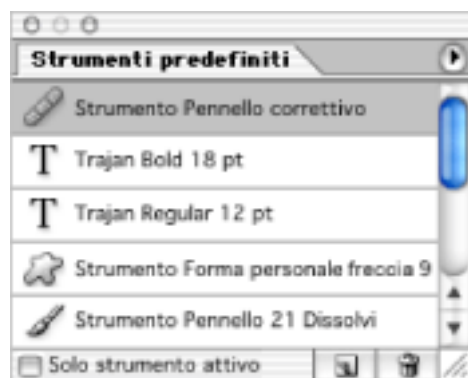 Strumenti predefiniti
Strumento Pennello correttivo
T Trajan Bold 18 pt
T Trajan Regular 12 pt
Strumento Forma personale freccia 9
Strumento Pennello 21 Dissolvi
Solo strumento attivo